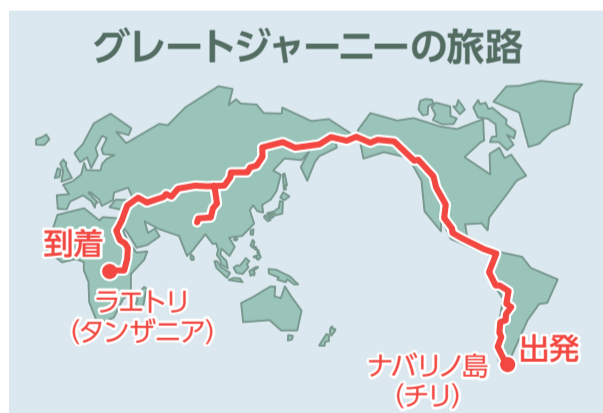 グレートジャーニーの旅路
到着
ラエトリ
(タンザニア)
出発
ナバリノ島
(チリ)